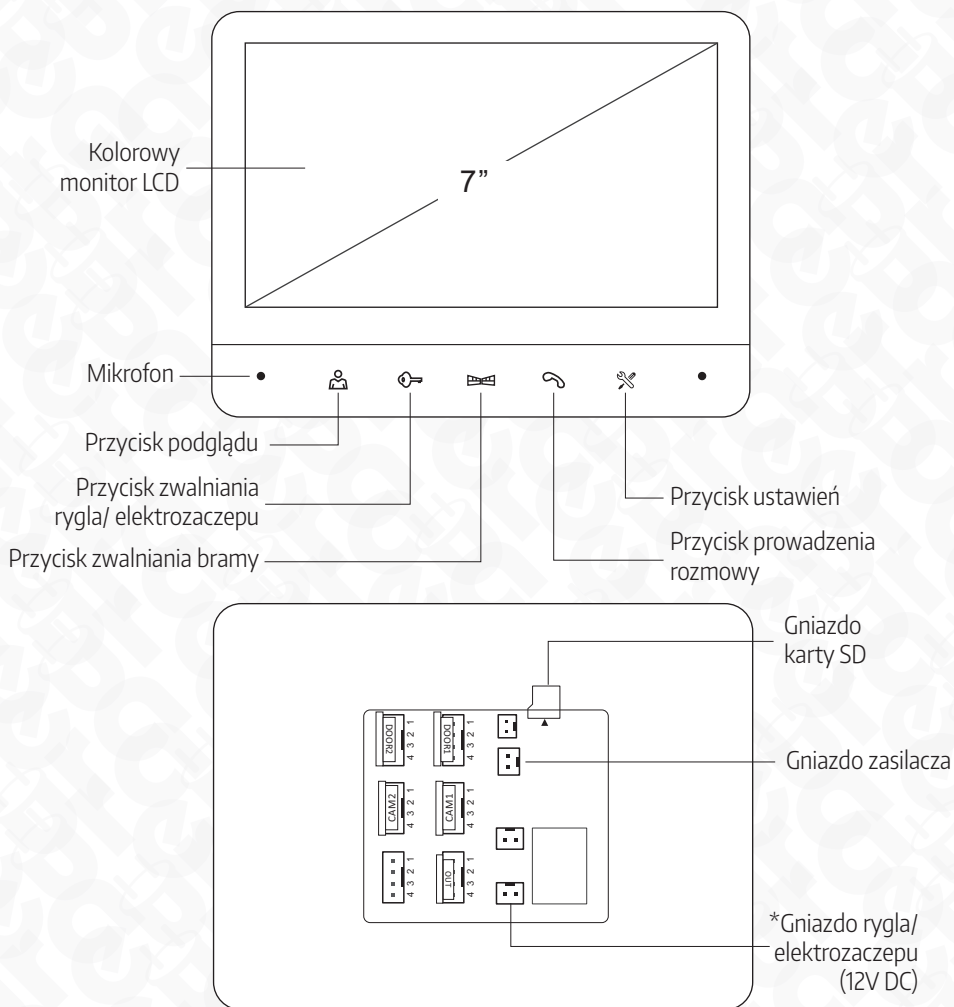 Kolorowy
monitor LCD
7”
Mikrofon
Przycisk podglądu
Przycisk zwalniania
rygla/ elektrozaczepu
Przycisk zwalniania bramy
Przycisk ustawień
Przycisk prowadzenia
rozmowy
Gniazdo
karty SD
DOOR2
4 3 2 1
DOOR1
4 3 2 1
Gniazdo zasilacza
CAM2
4 3 2 1
CAM1
4 3 2 1
4 3 2 1
OUT
4 3 2 1
*Gniazdo rygla/
elektrozaczepu
(12V DC)